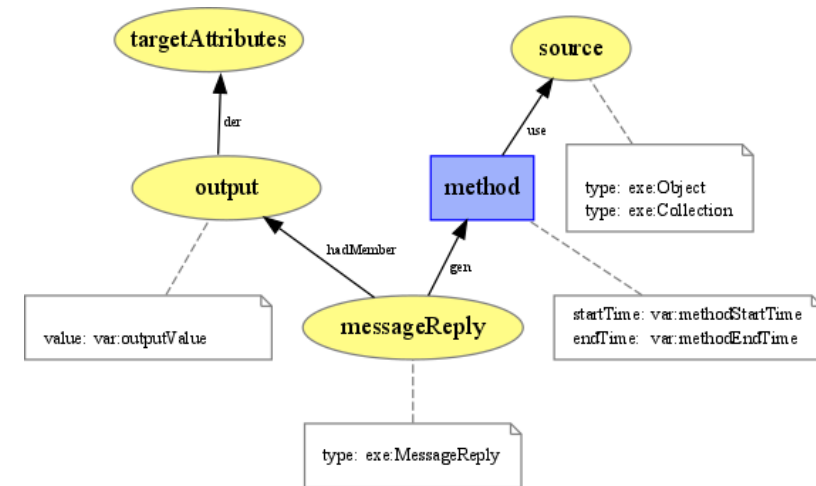 targetAttributes
source
der
use
type: exe:Object
type: exe:Collection
output
method
hadMember
gen
value: var:outputValue
messageReply
startTime: var:methodStartTime
endTime: var:methodEndTime
type: exe:MessageReply